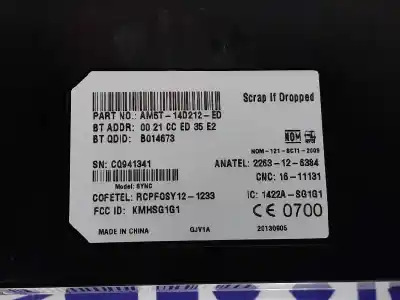 Scrap If Dropped
PART NO.: AM5T-14D212-ED
BT ADDR: 00 21 CC ED 35 E2
BT QDID: B014673
NOM
NOM-121-SCT1-2009
SN: CQ941341
ANATEL: 2263-12-6384
Model: SYNC
CNC: 16-11131
COFETEL: RCPFOSY12-1233
IC: 1422A-SG1G1
FCC ID: KMHSG1G1
CE 0700
MADE IN CHINA
GJV1A
20130905